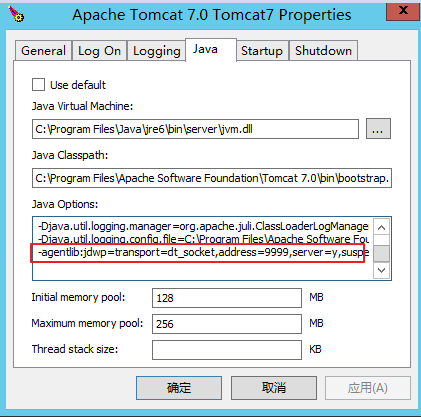 Apache Tomcat 7.0 Tomcat7 Properties
General Log On Logging Java Startup Shutdown
Use default
Java Virtual Machine:
C:\Program Files\Java\jre6\bin\server\jvm.dll ...
Java Classpath:
C:\Program Files\Apache Software Foundation\Tomcat 7.0\bin\bootstrap.
Java Options:
-Djava.util.logging.manager=org.apache.juli.ClassLoaderLogManage
-Djava.util.logging.config.file=C:\Program Files\Apache Software Fou
-agentlib:jdwp=transport=dt_socket,address=9999,server=y,suspe
Initial memory pool: 128 MB
Maximum memory pool: 256 MB
Thread stack size: KB
确定 取消 应用(A)